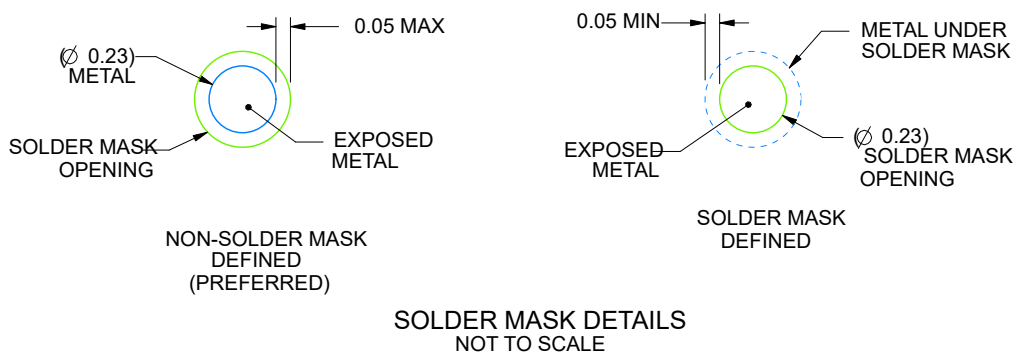 0.05 MAX
(Ø 0.23)
METAL
SOLDER MASK
OPENING
EXPOSED
METAL
NON-SOLDER MASK
DEFINED
(PREFERRED)
0.05 MIN
METAL UNDER
SOLDER MASK
EXPOSED
METAL
(Ø 0.23)
SOLDER MASK
OPENING
SOLDER MASK
DEFINED
SOLDER MASK DETAILS
NOT TO SCALE